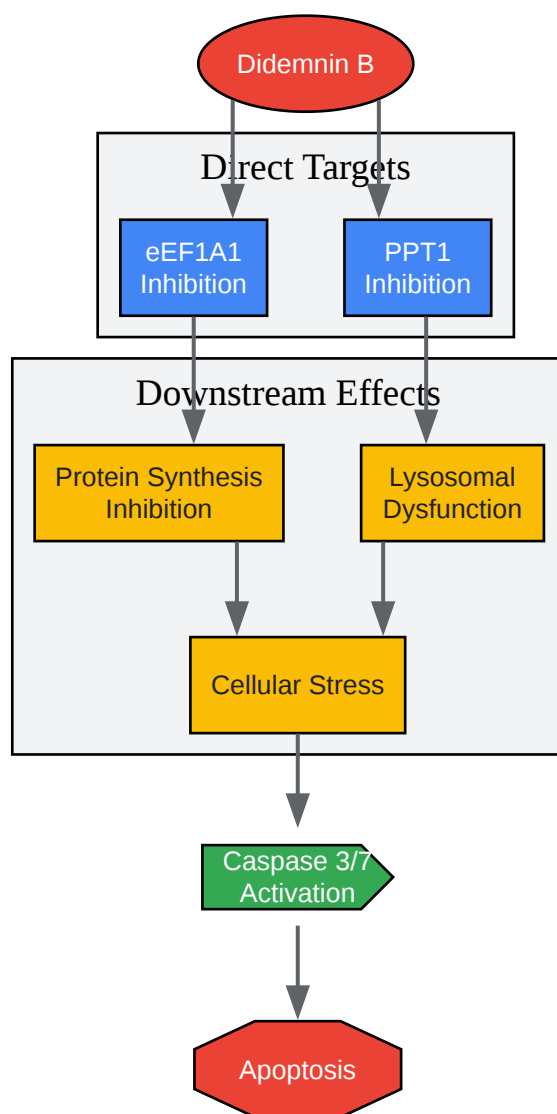 Didemnin B
Direct Targets
eEF1A1
Inhibition
PPT1
Inhibition
Downstream Effects
Protein Synthesis
Inhibition
Lysosomal
Dysfunction
Cellular Stress
Caspase 3/7
Activation
Apoptosis